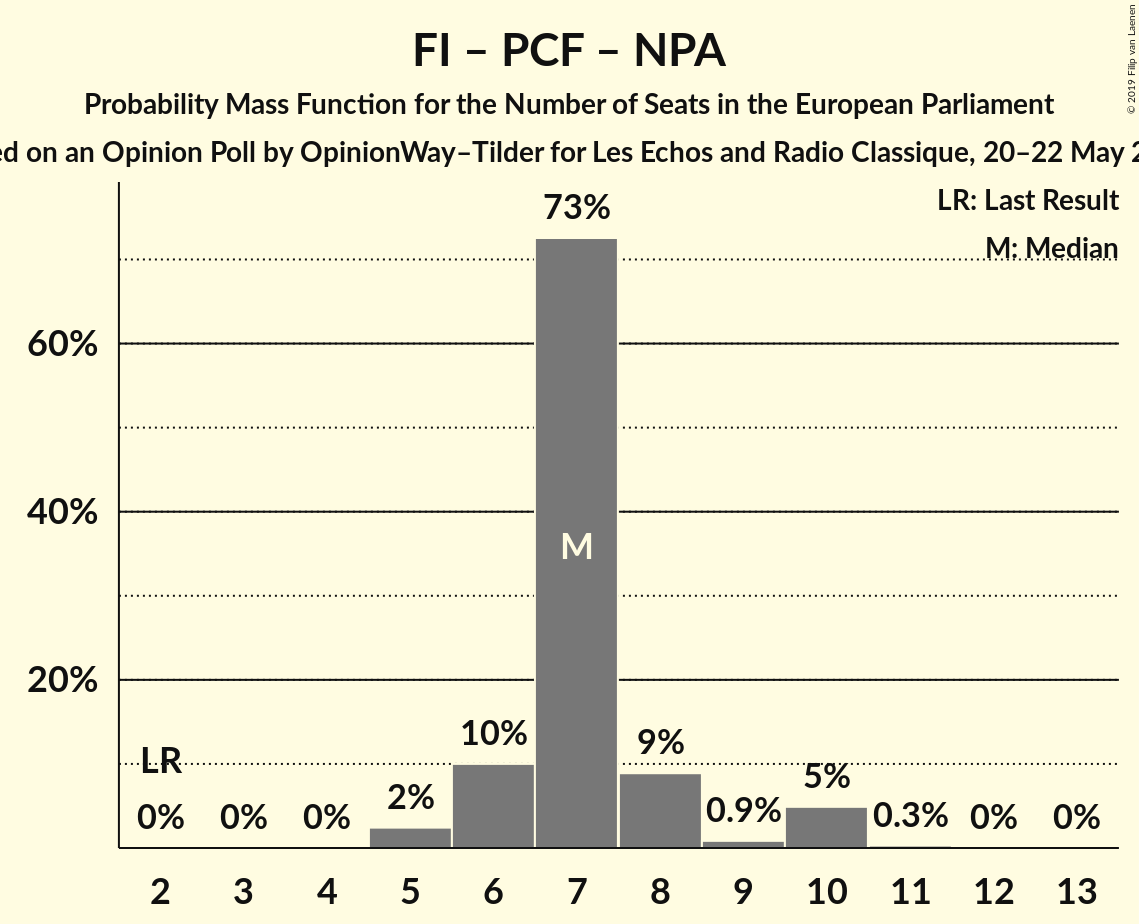 FI – PCF – NPA
Probability Mass Function for the Number of Seats in the European Parliament
on an Opinion Poll by OpinionWay–Tilder for Les Echos and Radio Classique, 20–22 May
© 2019 Filip van Laenen
LR: Last Result
M: Median
60%
40%
20%
73%
M
LR
0%
0%
0%
2%
10%
9%
0.9%
5%
0.3%
0%
0%
2 3 4 5 6 7 8 9 10 11 12 13